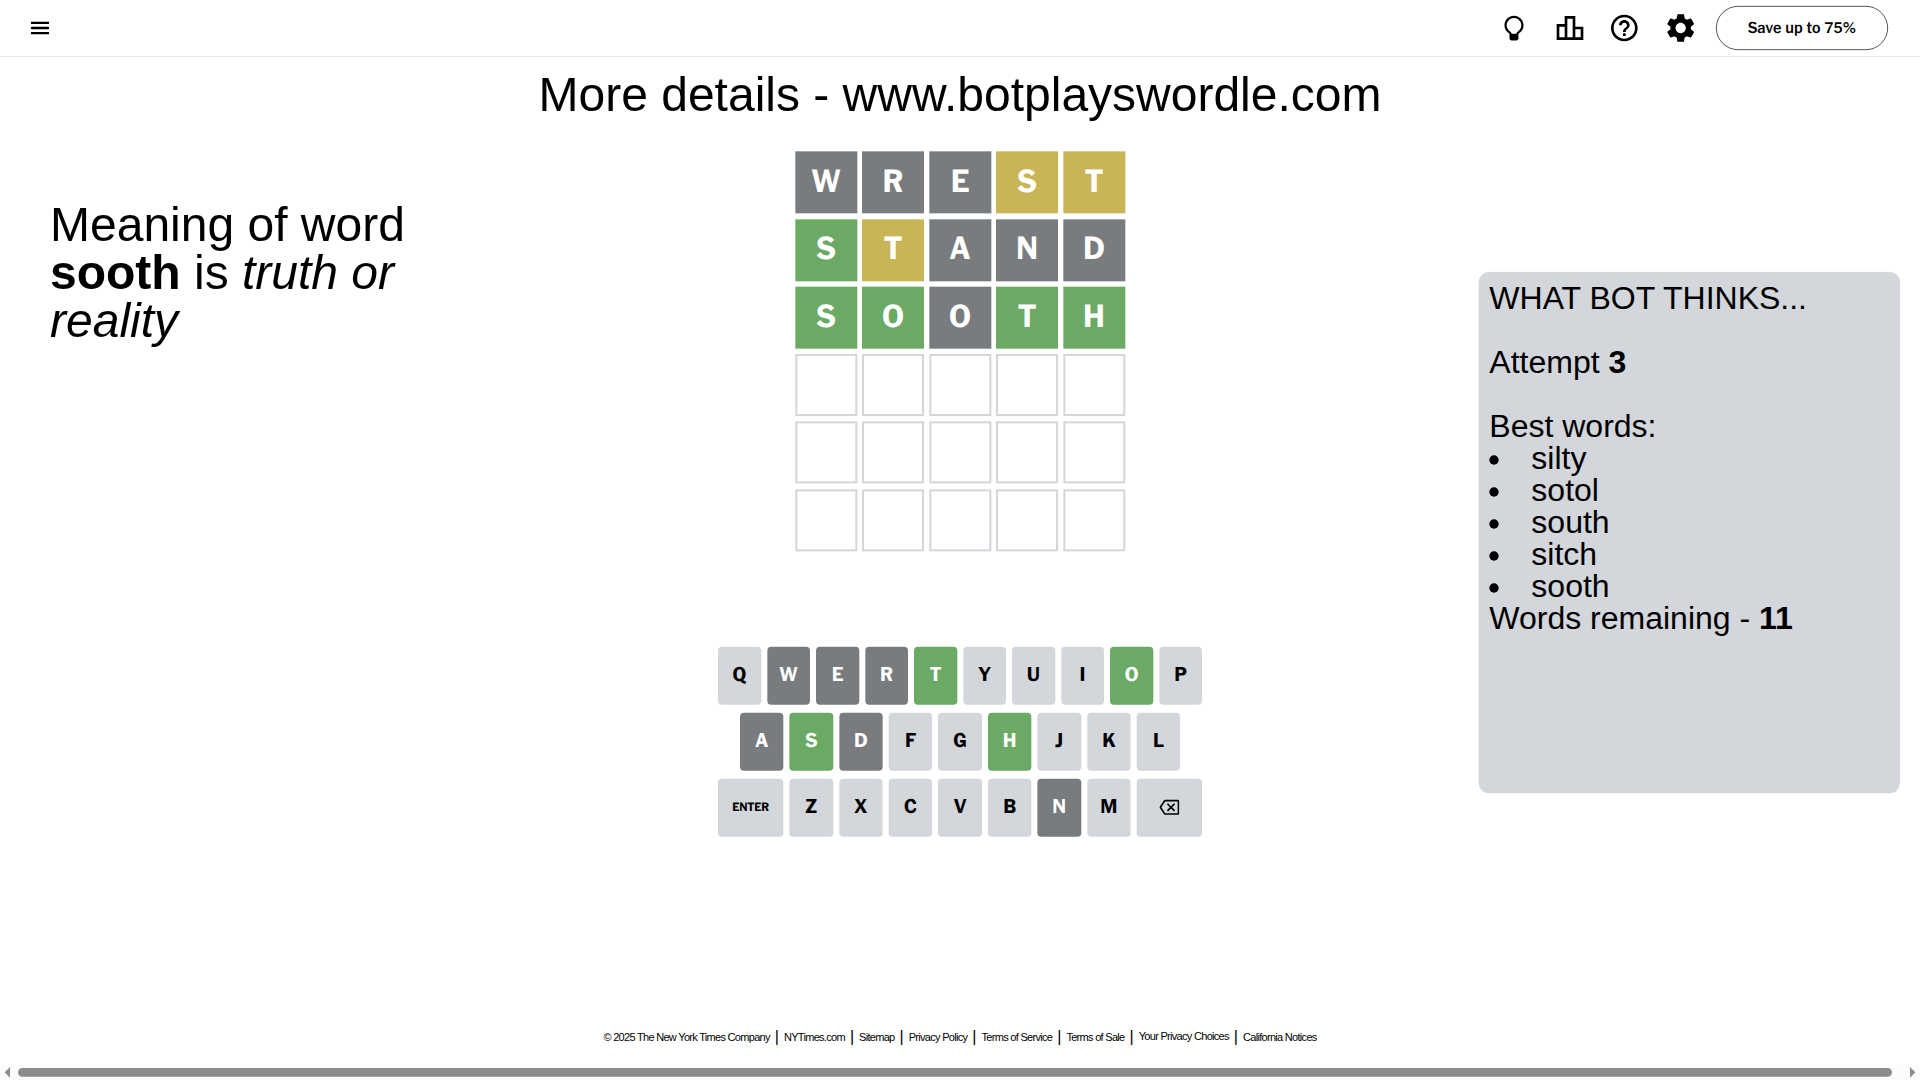 Save up to 75%
More details - www.botplayswordle.com
Meaning of word
sooth is truth or
reality
W R E S T
S T A N D
S O O T H
WHAT BOT THINKS...
Attempt 3
Best words:
• silty
• sotol
• south
• sitch
• sooth
Words remaining - 11
Q W E R T Y U I O P
A S D F G H J K L
ENTER Z X C V B N M
© 2025 The New York Times Company | NYTimes.com | Sitemap | Privacy Policy | Terms of Service | Terms of Sale | Your Privacy Choices | California Notices